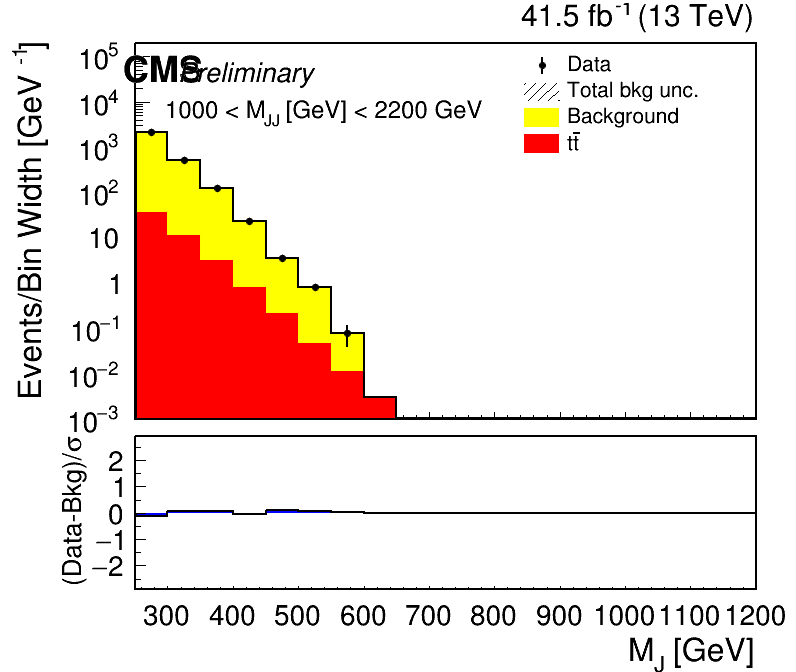 41.5 fb⁻¹ (13 TeV)
CMS Preliminary
1000 < M_JJ [GeV] < 2200 GeV
Data
Total bkg unc.
Background
tt̄
Events/Bin Width [GeV⁻¹]
10⁵
10⁴
10³
10²
10
1
10⁻¹
10⁻²
10⁻³
(Data-Bkg)/σ
2
1
0
−1
−2
300 400 500 600 700 800 900 1000 1100 1200
M_J [GeV]